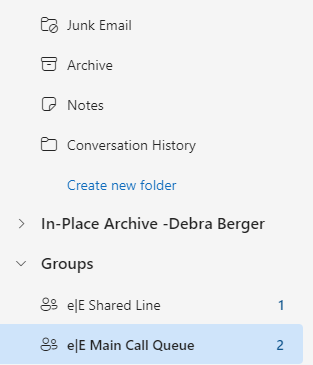 Junk Email
Archive
Notes
Conversation History
Create new folder
In-Place Archive -Debra Berger
Groups
e|E Shared Line 1
e|E Main Call Queue 2